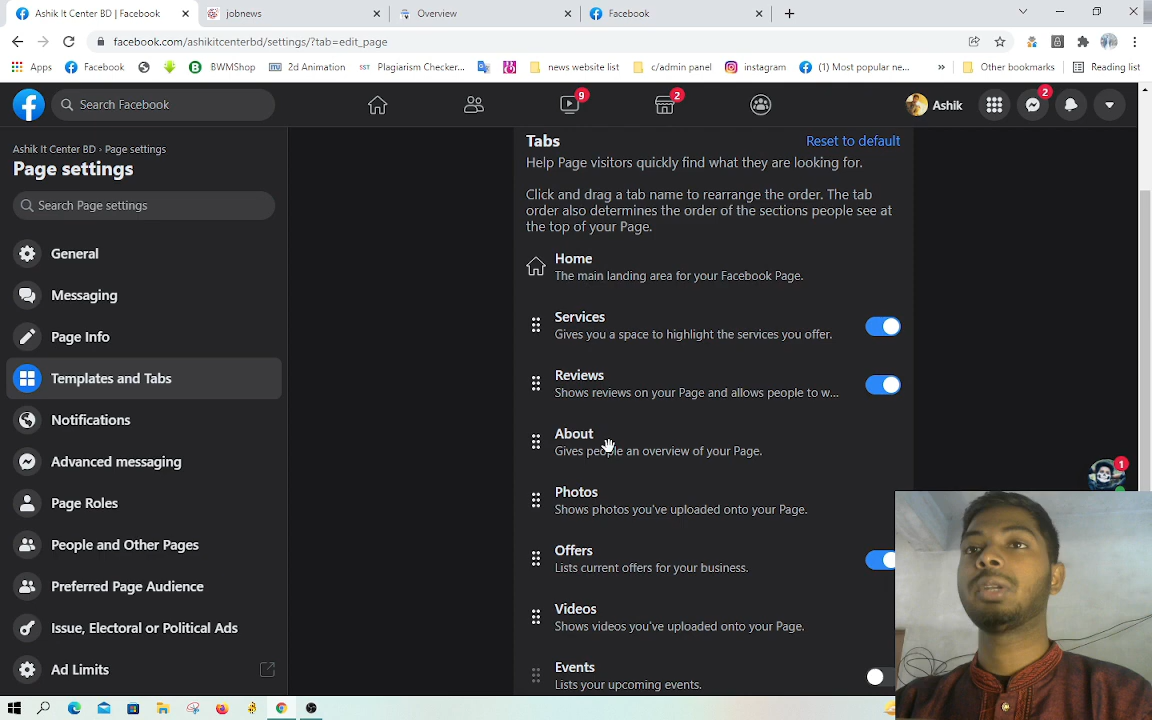 Ashik It Center BD | Facebook
jobnews
Overview
Facebook
facebook.com/ashikitcenterbd/settings/?tab=edit_page
Apps
Facebook
BWMShop
2d Animation
SST Plagiarism Checker...
news website list
c/admin panel
instagram
(1) Most popular ne...
»
Other bookmarks
Reading list
Search Facebook
9
2
Ashik
2
Ashik It Center BD › Page settings
Page settings
Search Page settings
General
Messaging
Page Info
Templates and Tabs
Notifications
Advanced messaging
Page Roles
People and Other Pages
Preferred Page Audience
Issue, Electoral or Political Ads
Ad Limits
Tabs
Reset to default
Help Page visitors quickly find what they are looking for.
Click and drag a tab name to rearrange the order. The tab
order also determines the order of the sections people see at
the top of your Page.
Home
The main landing area for your Facebook Page.
Services
Gives you a space to highlight the services you offer.
Reviews
Shows reviews on your Page and allows people to w...
About
Gives people an overview of your Page.
Photos
Shows photos you've uploaded onto your Page.
Offers
Lists current offers for your business.
Videos
Shows videos you've uploaded onto your Page.
Events
Lists your upcoming events.
1